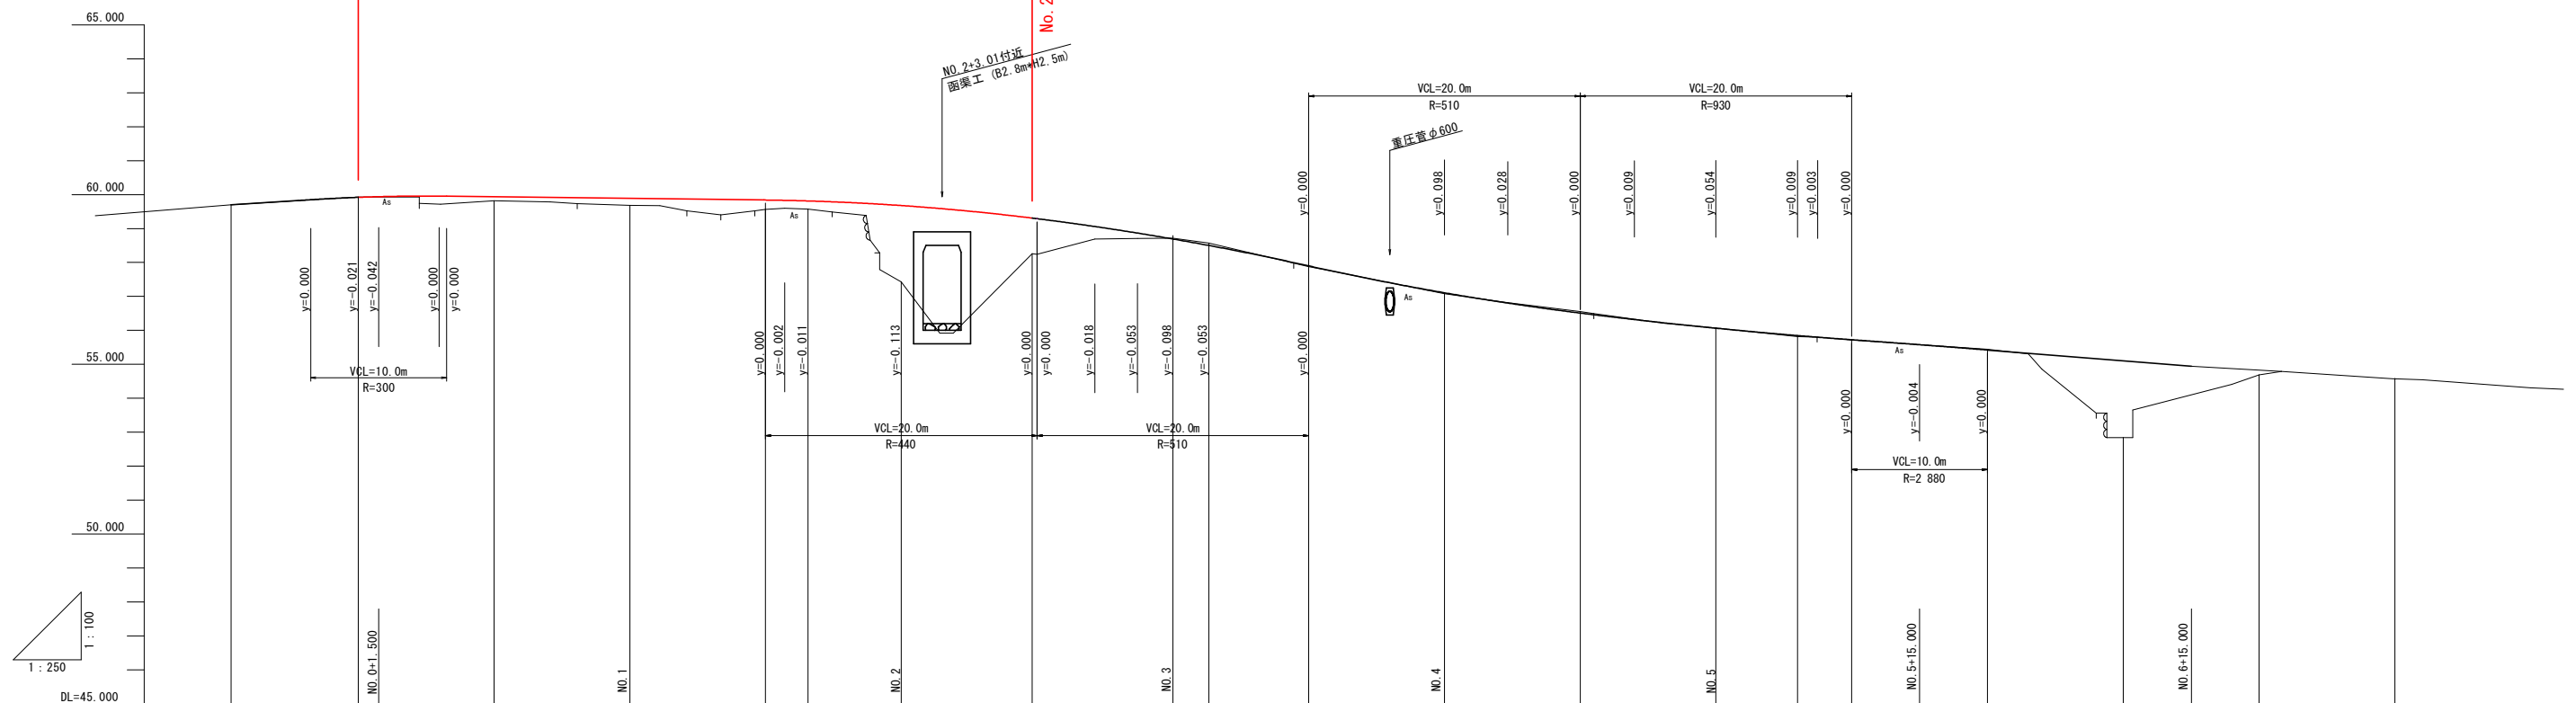 65.000
60.000
55.000
50.000
DL=45.000
1 : 100
1 : 250
No.2
NO.2+3.01付近
函渠工 (B2.8m*H2.5m)
重圧管φ600
VCL=20.0m
R=510
VCL=20.0m
R=930
y=0.000
y=0.098
y=0.028
y=0.000
y=0.009
y=0.054
y=0.009
y=0.003
y=0.000
As
As
As
As
y=0.000
y=-0.021
y=-0.042
y=0.000
y=0.000
VCL=10.0m
R=300
y=0.000
y=-0.002
y=-0.011
y=-0.113
y=0.000
y=0.000
y=-0.018
y=-0.053
y=-0.098
y=-0.053
y=0.000
VCL=20.0m
R=440
VCL=20.0m
R=510
y=0.000
y=-0.004
y=0.000
VCL=10.0m
R=2 880
NO.0+1.500
NO.1
NO.2
NO.3
NO.4
NO.5
NO.5+15.000
NO.6+15.000